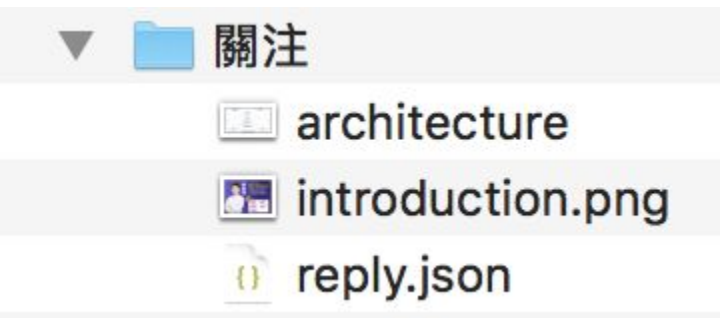 關注
architecture
introduction.png
reply.json